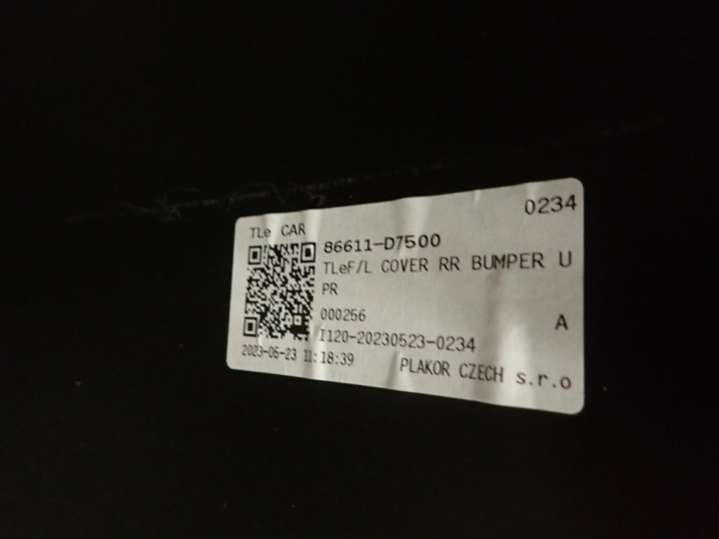 0234
TLe CAR
86611-D7500
TLeF/L COVER RR BUMPER U
PR
000256
A
I120-20230523-0234
2023-05-23 11:18:39
PLAKOR CZECH s.r.o